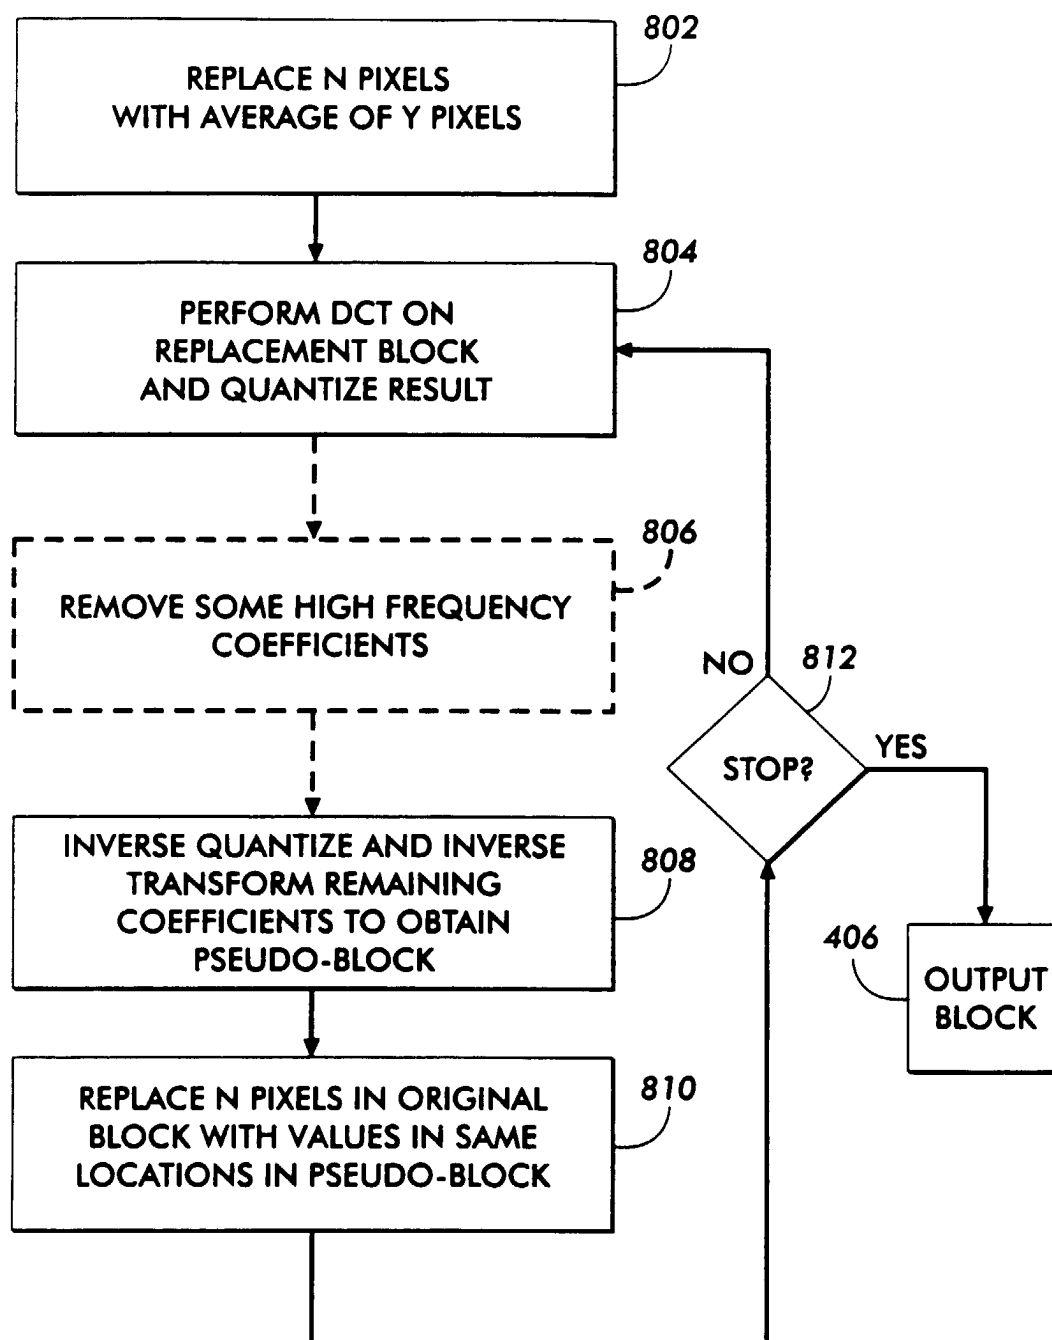 802
REPLACE N PIXELS
WITH AVERAGE OF Y PIXELS
804
PERFORM DCT ON
REPLACEMENT BLOCK
AND QUANTIZE RESULT
806
REMOVE SOME HIGH FREQUENCY
COEFFICIENTS
NO
812
STOP?
YES
INVERSE QUANTIZE AND INVERSE
TRANSFORM REMAINING
COEFFICIENTS TO OBTAIN
PSEUDO-BLOCK
808
406
OUTPUT
BLOCK
REPLACE N PIXELS IN ORIGINAL
BLOCK WITH VALUES IN SAME
LOCATIONS IN PSEUDO-BLOCK
810